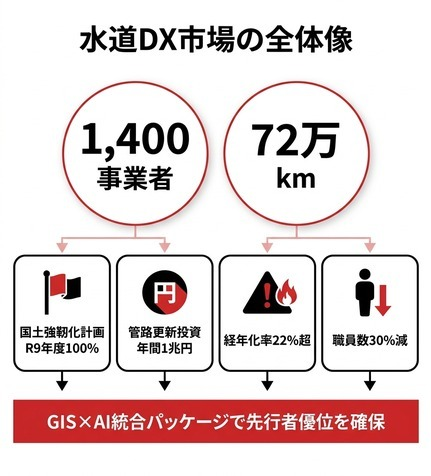 水道DX市場の全体像
1,400
事業者
72万
km
国土強靭化計画
R9年度100%
円
管路更新投資
年間1兆円
経年化率22%超
職員数30%減
GIS×AI統合パッケージで先行者優位を確保